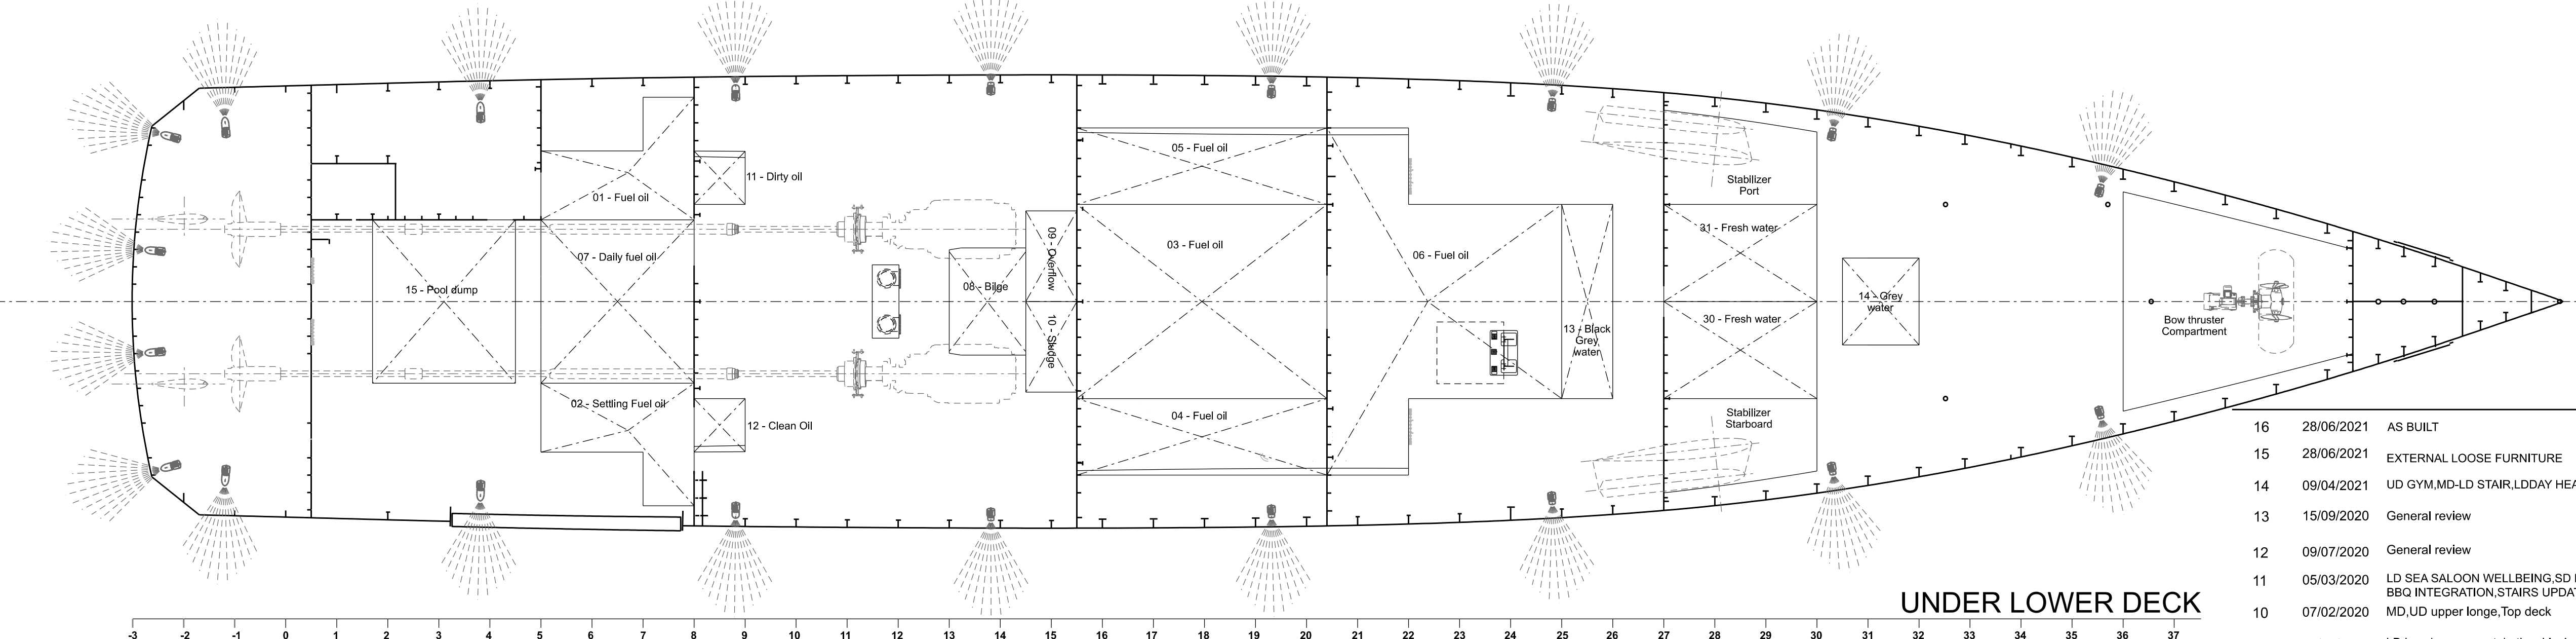 05 - Fuel oil
11 - Dirty oil
Stabilizer
Port
01 - Fuel oil
31 - Fresh water
09 - Overflow
03 - Fuel oil
06 - Fuel oil
07 - Daily fuel oil
08 - Bilge
15 - Pool dump
14 - Grey
water
30 - Fresh water
Bow thruster
Compartment
13 - Black
Grey
water
10 - Sludge
02 - Settling Fuel oil
04 - Fuel oil
Stabilizer
Starboard
12 - Clean Oil
16 28/06/2021 AS BUILT
15 28/06/2021 EXTERNAL LOOSE FURNITURE
14 09/04/2021 UD GYM,MD-LD STAIR,LDDAY HEA
13 15/09/2020 General review
12 09/07/2020 General review
11 05/03/2020 LD SEA SALOON WELLBEING,SD
BBQ INTEGRATION,STAIRS UPDA
10 07/02/2020 MD,UD upper longe,Top deck
UNDER LOWER DECK
-3 -2 -1 0 1 2 3 4 5 6 7 8 9 10 11 12 13 14 15 16 17 18 19 20 21 22 23 24 25 26 27 28 29 30 31 32 33 34 35 36 37